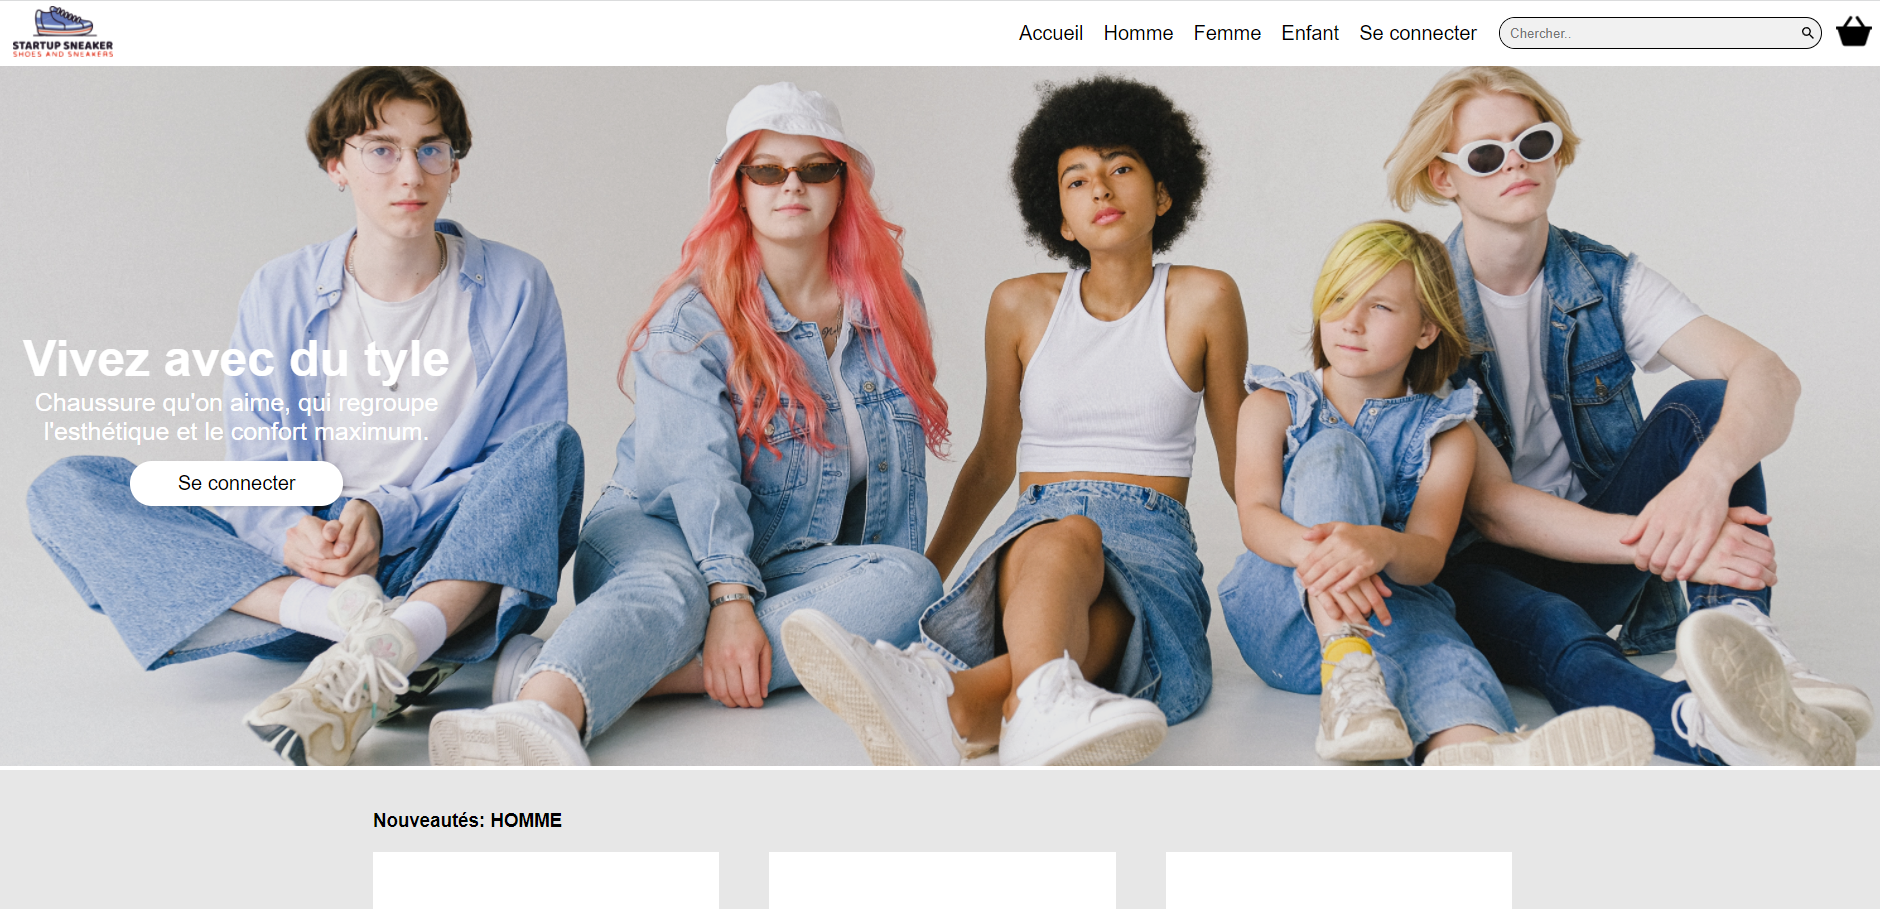 STARTUP SNEAKER
SHOES AND SNEAKERS
Accueil Homme Femme Enfant Se connecter Chercher..
Vivez avec du tyle
Chaussure qu'on aime, qui regroupe
l'esthétique et le confort maximum.
Se connecter
Nouveautés: HOMME